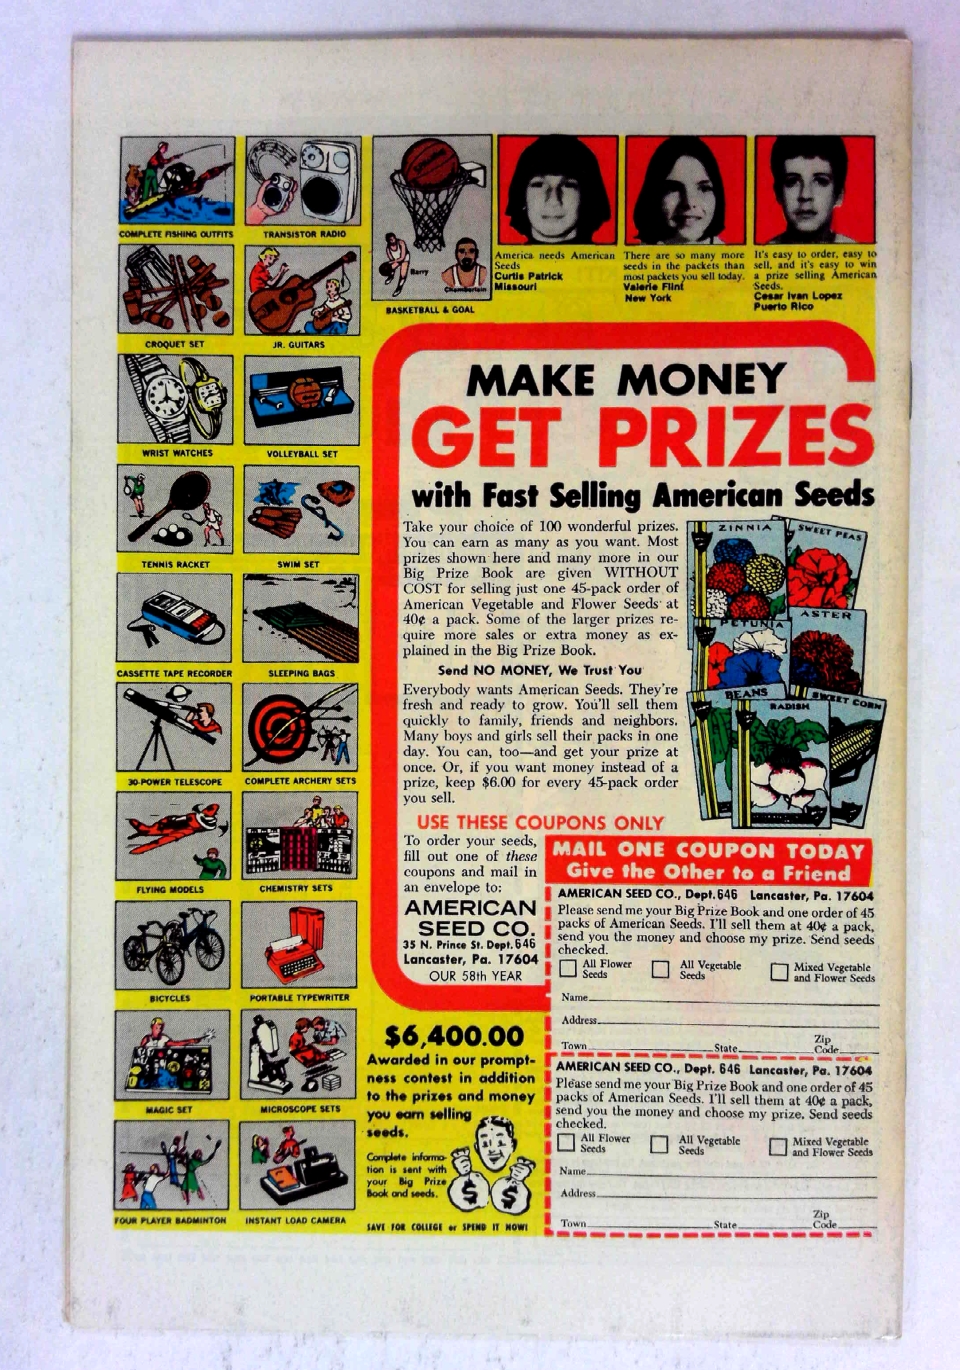 COMPLETE FISHING OUTFITS
TRANSISTOR RADIO
CROQUET SET
JR. GUITARS
WRIST WATCHES
VOLLEYBALL SET
TENNIS RACKET
SWIM SET
CASSETTE TAPE RECORDER
SLEEPING BAGS
30-POWER TELESCOPE
COMPLETE ARCHERY SETS
FLYING MODELS
CHEMISTRY SETS
BICYCLES
PORTABLE TYPEWRITER
MAGIC SET
MICROSCOPE SETS
FOUR PLAYER BADMINTON
INSTANT LOAD CAMERA
Barry
Chamberlain
BASKETBALL & GOAL
America needs American
Seeds
Curtis Patrick
Missouri
There are so many more
seeds in the packets than
most packets you sell today.
Valerie Flint
New York
It's easy to order, easy to
sell, and it's easy to win
a prize selling American
Seeds.
Cesar Ivan Lopez
Puerto Rico
MAKE MONEY
GET PRIZES
with Fast Selling American Seeds
Take your choice of 100 wonderful prizes.
You can earn as many as you want. Most
prizes shown here and many more in our
Big Prize Book are given WITHOUT
COST for selling just one 45-pack order of
American Vegetable and Flower Seeds at
40¢ a pack. Some of the larger prizes re-
quire more sales or extra money as ex-
plained in the Big Prize Book.
Send NO MONEY, We Trust You
Everybody wants American Seeds. They're
fresh and ready to grow. You'll sell them
quickly to family, friends and neighbors.
Many boys and girls sell their packs in one
day. You can, too—and get your prize at
once. Or, if you want money instead of a
prize, keep $6.00 for every 45-pack order
you sell.
ZINNIA
SWEET PEAS
PETUNIA
ASTER
BEANS
RADISH
SWEET CORN
USE THESE COUPONS ONLY
To order your seeds,
fill out one of these
coupons and mail in
an envelope to:
AMERICAN
SEED CO.
35 N. Prince St. Dept. 646
Lancaster, Pa. 17604
OUR 58th YEAR
MAIL ONE COUPON TODAY
Give the Other to a Friend
AMERICAN SEED CO., Dept. 646 Lancaster, Pa. 17604
Please send me your Big Prize Book and one order of 45
packs of American Seeds. I'll sell them at 40¢ a pack,
send you the money and choose my prize. Send seeds
checked.
All Flower Seeds
All Vegetable Seeds
Mixed Vegetable and Flower Seeds
Name
Address
Town State Zip Code
AMERICAN SEED CO., Dept. 646 Lancaster, Pa. 17604
Please send me your Big Prize Book and one order of 45
packs of American Seeds. I'll sell them at 40¢ a pack,
send you the money and choose my prize. Send seeds
checked.
All Flower Seeds
All Vegetable Seeds
Mixed Vegetable and Flower Seeds
Name
Address
Town State Zip Code
$6,400.00
Awarded in our prompt-
ness contest in addition
to the prizes and money
you earn selling
seeds.
Complete informa-
tion is sent with
your Big Prize
Book and seeds.
$ $
SAVE FOR COLLEGE or SPEND IT NOW!